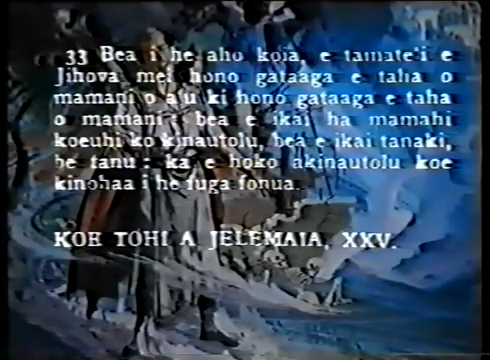 33 Bea i he aho koia, e tamate'i e
Jihova mei hono gataaga e taha o
mamani o a'u ki hono gataaga e taha
o mamani : bea e ikai ha mamahi
koeuhi ko kinautolu, bea e ikai tanaki,
be tanu : ka e hoko akinautolu koe
kinohaa i he fuga fonua.
KOE TOHI A JELEMAIA, XXV.